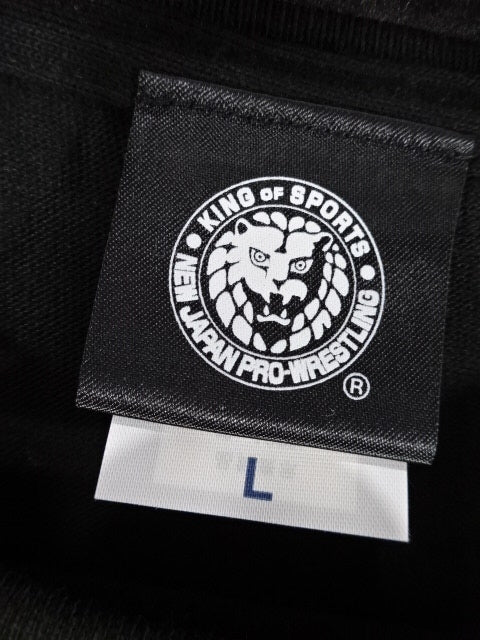 KING OF SPORTS
NEW JAPAN PRO-WRESTLING
®
L